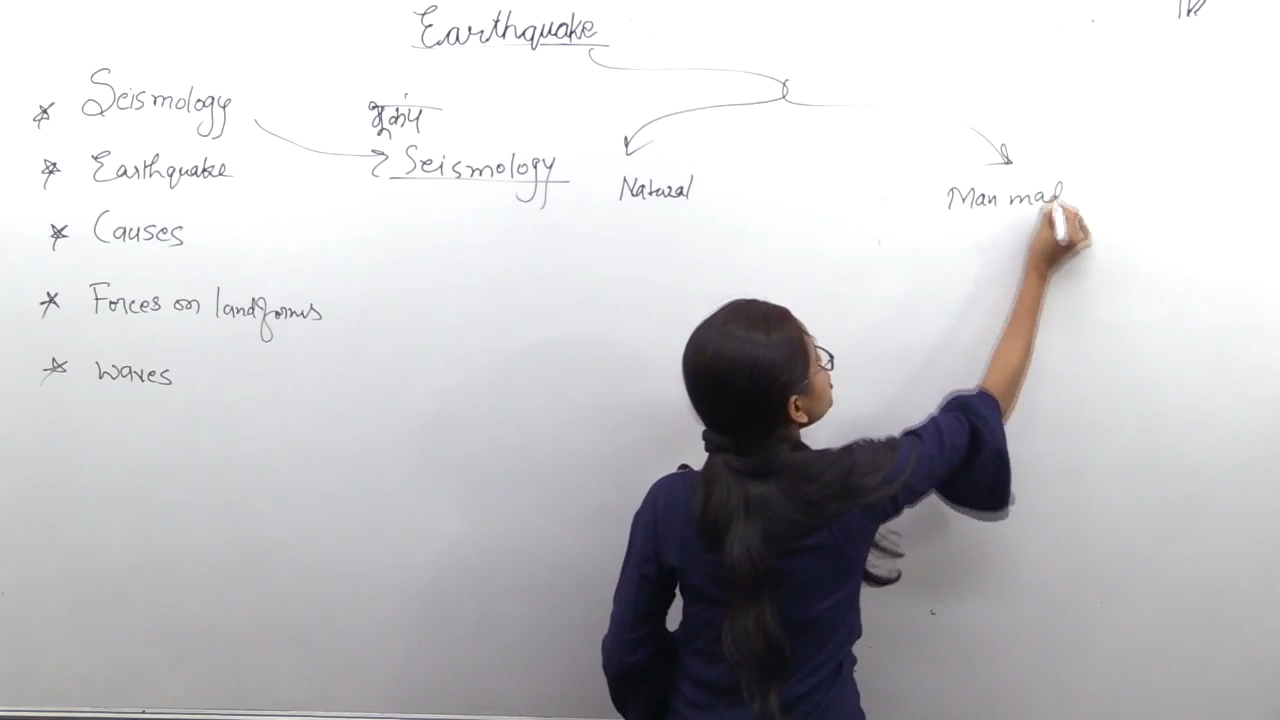 Earthquake
* Seismology
* Earthquake
* Causes
* Forces on landforms
* waves
भूकंप
Seismology
Natural
Man mad